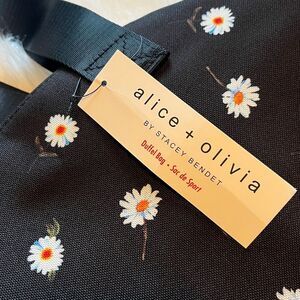 alice + olivia
BY STACEY BENDET
Duffel Bag • Sac de Sport